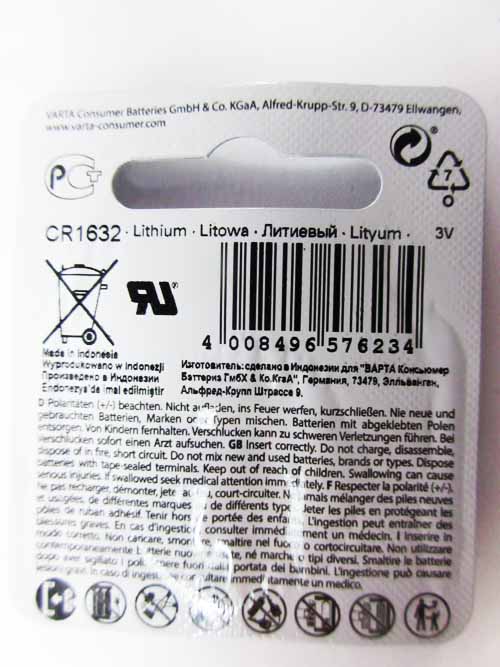 VARTA Consumer Batteries GmbH & Co. KGaA, Alfred-Krupp-Str. 9, D-73479 Ellwangen,
www.varta-consumer.com
7
CR1632 · Lithium · Litowa · Литиевый · Lityum · 3V
4 008496 576234
Made in Indonesia
Wyprodukowano w Indonezji
Произведено в Индонезии
Endonezya'da imal edilmiştir
Изготовитель:сделано в Индонезии для "ВАРТА Консьюмер
Бэттериз ГмбХ & Ко.КгаА", Германия, 73479, Элльванген,
Альфред-Крупп Штрассе 9.
D Polaritäten (+/-) beachten. Nicht aufladen, ins Feuer werfen, kurzschließen. Nie neue und
gebrauchten Batterien, Marken or Typen mischen. Batterien mit abgeklebten Polen
entsorgen. Von Kindern fernhalten. Verschlucken kann zu schweren Verletzungen führen. Bei
Verschlucken sofort einen Arzt aufsuchen. GB Insert correctly. Do not charge, disassemble,
dispose of in fire, short circuit. Do not mix new and used batteries, brands or types. Dispose
batteries with tape-sealed terminals. Keep out of reach of children. Swallowing can cause
serious injuries. If swallowed seek medical attention immediately. F Respecter la polarité (+/-).
Ne pas recharger, démonter, jeter au feu, court-circuiter. Ne jamais mélanger des piles neuves
et usagées, de différentes marques ou de différents types. Jeter les piles en protégeant les
pôles de ruban adhésif. Tenir hors de portée des enfants. L'ingestion peut entraîner des
blessures graves. En cas d'ingestion consulter immédiatement un médecin. I Inserire in
modo corretto. Non caricare, smontare, smaltire nel fuoco o cortocircuitare. Non utilizzare
contemporaneamente batterie nuove e usate, né marche o tipi diversi. Smaltire le batterie
dopo aver sigillato i poli. Tenere fuori dalla portata dei bambini. L'ingestione può causare
lesioni gravi. In caso di ingestione consultare immediatamente un medico.